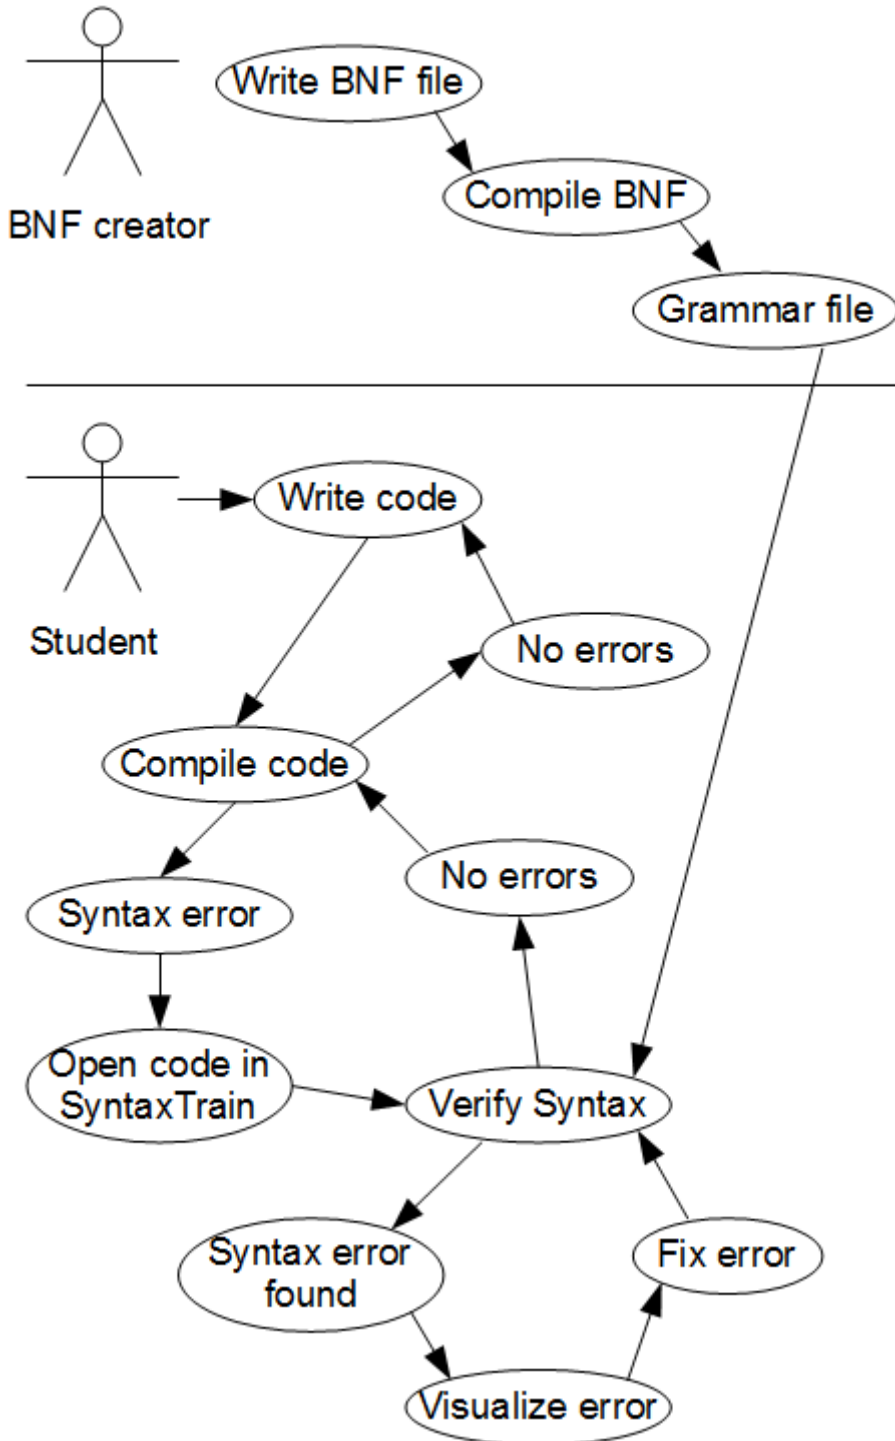 Write BNF file
Compile BNF
BNF creator
Grammar file
Write code
Student
No errors
Compile code
No errors
Syntax error
Open code in
SyntaxTrain
Verify Syntax
Syntax error
found
Fix error
Visualize error